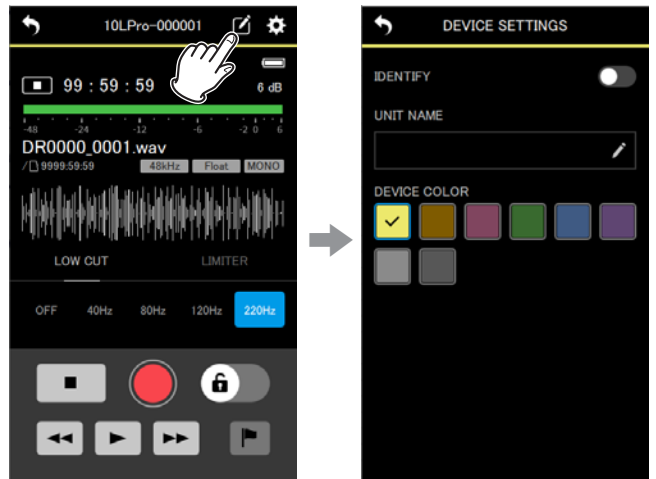 10LPro-000001
99 : 59 : 59
6 dB
-48 -24 -12 -6 -2 0 6
DR0000_0001.wav
/ 9999:59:59 48kHz Float MONO
LOW CUT LIMITER
OFF 40Hz 80Hz 120Hz 220Hz
DEVICE SETTINGS
IDENTIFY
UNIT NAME
DEVICE COLOR